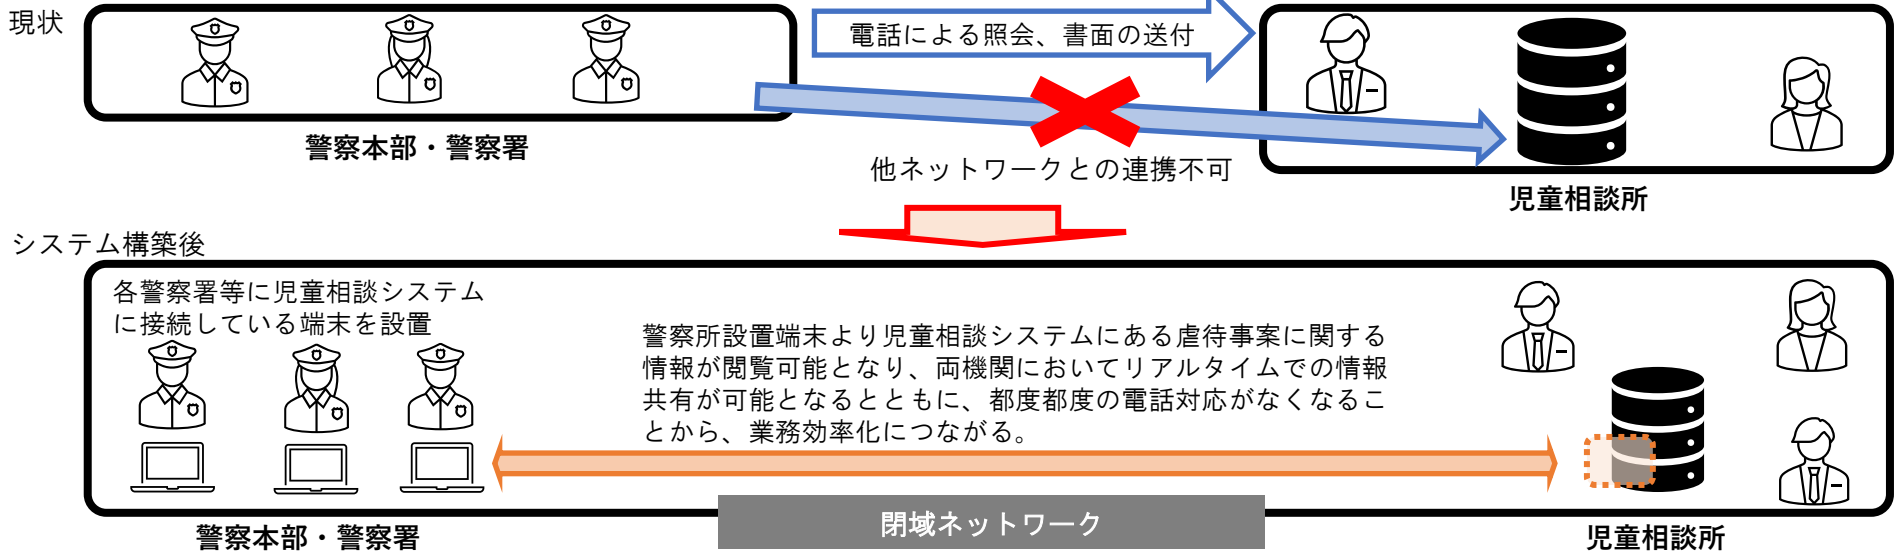 現状
電話による照会、書面の送付
警察本部・警察署
他ネットワークとの連携不可
児童相談所
システム構築後
各警察署等に児童相談システム
に接続している端末を設置
警察所設置端末より児童相談システムにある虐待事案に関する
情報が閲覧可能となり、両機関においてリアルタイムでの情報
共有が可能となるとともに、都度都度の電話対応がなくなるこ
とから、業務効率化につながる。
閉域ネットワーク
警察本部・警察署
児童相談所